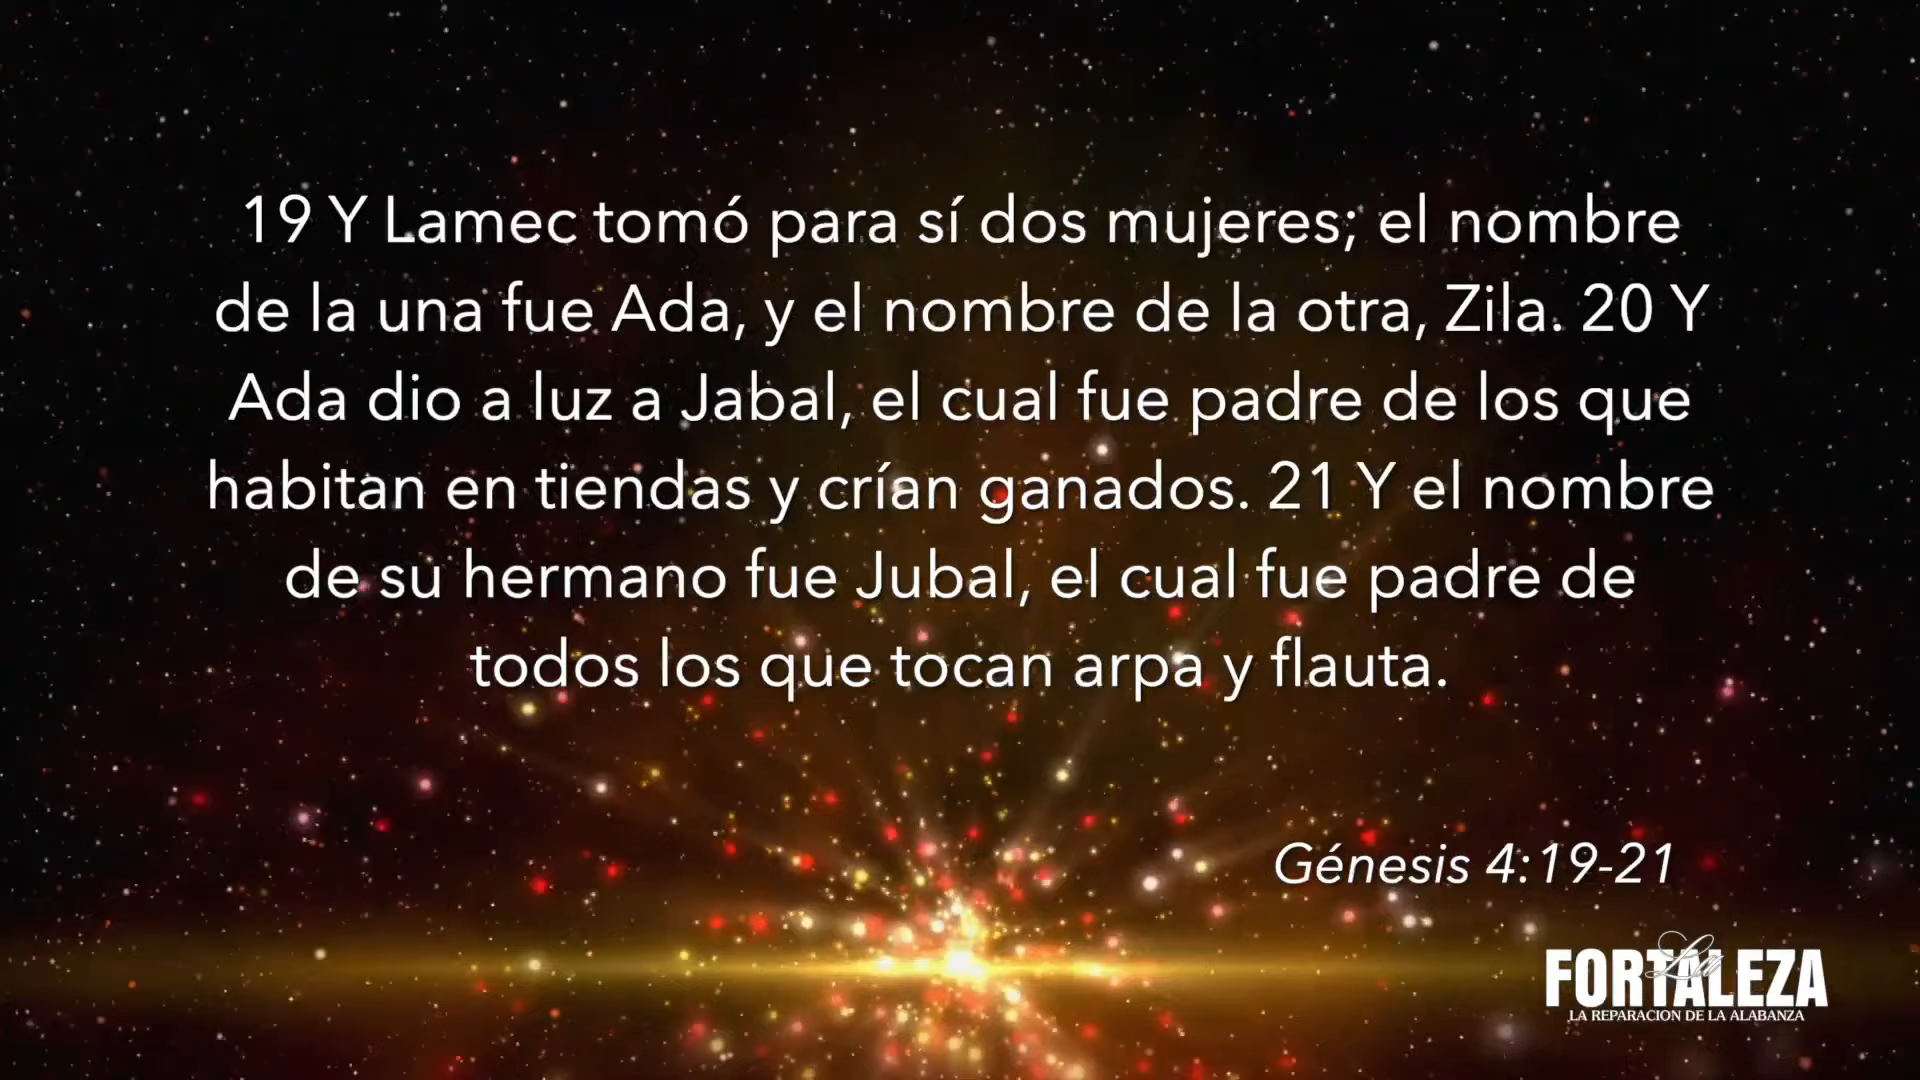 19 Y Lamec tomó para sí dos mujeres; el nombre
de la una fue Ada, y el nombre de la otra, Zila. 20 Y
Ada dio a luz a Jabal, el cual fue padre de los que
habitan en tiendas y crían ganados. 21 Y el nombre
de su hermano fue Jubal, el cual fue padre de
todos los que tocan arpa y flauta.
Génesis 4:19-21
La
FORTALEZA
LA REPARACION DE LA ALABANZA